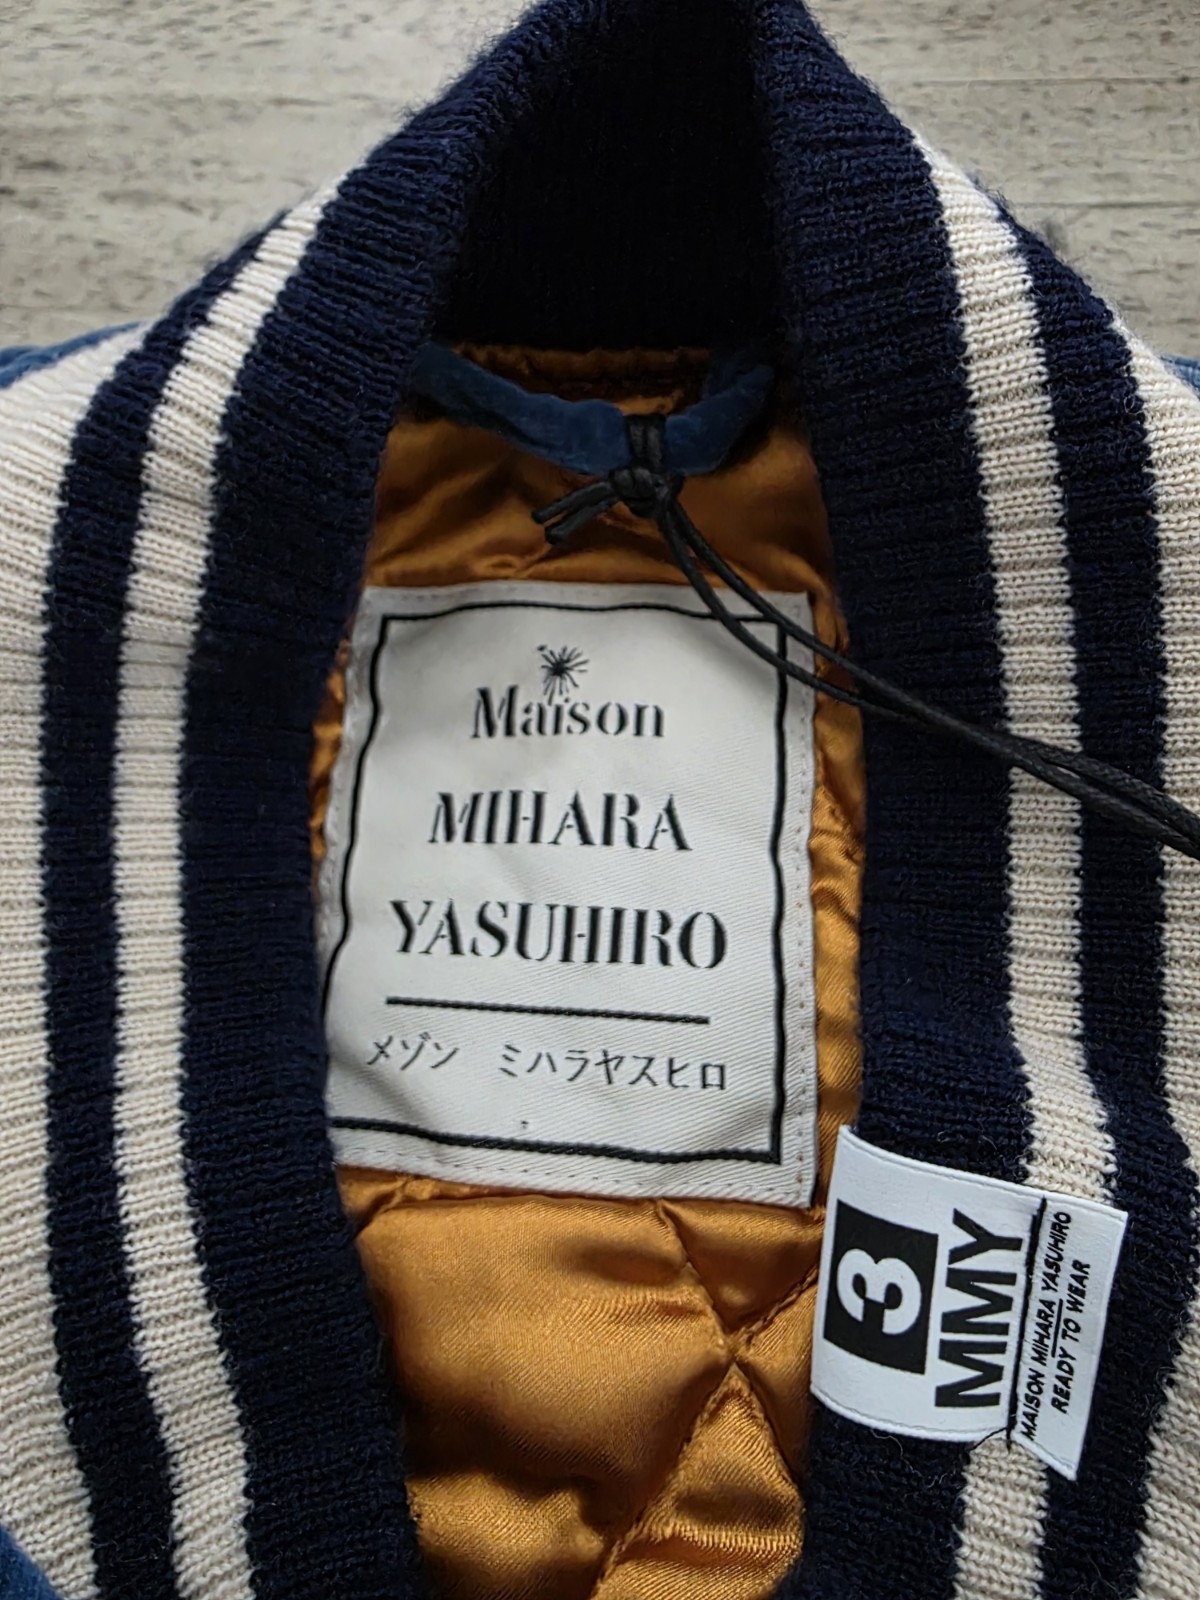 Maison
MIHARA
YASUHIRO
メゾン ミハラヤスヒロ
3
MMY
MAISON MIHARA YASUHIRO
READY TO WEAR